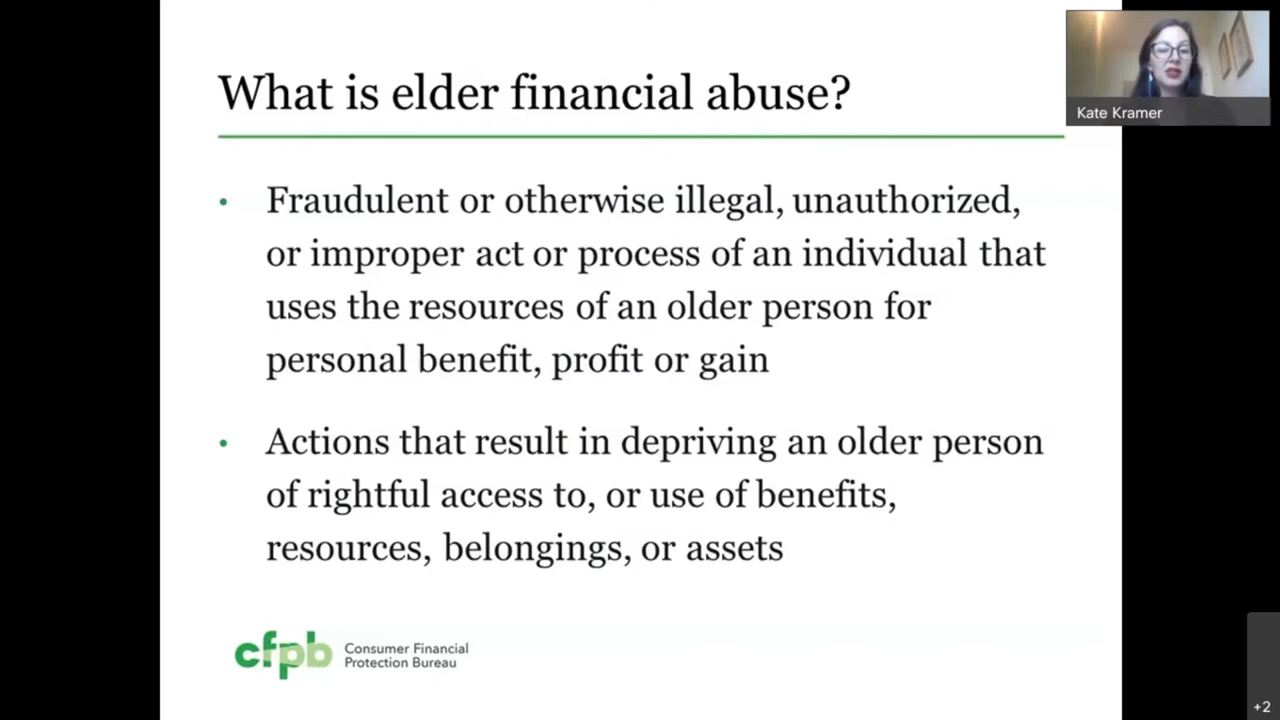 What is elder financial abuse?
Kate Kramer
• Fraudulent or otherwise illegal, unauthorized,
or improper act or process of an individual that
uses the resources of an older person for
personal benefit, profit or gain
• Actions that result in depriving an older person
of rightful access to, or use of benefits,
resources, belongings, or assets
cfpb Consumer Financial
Protection Bureau
+2